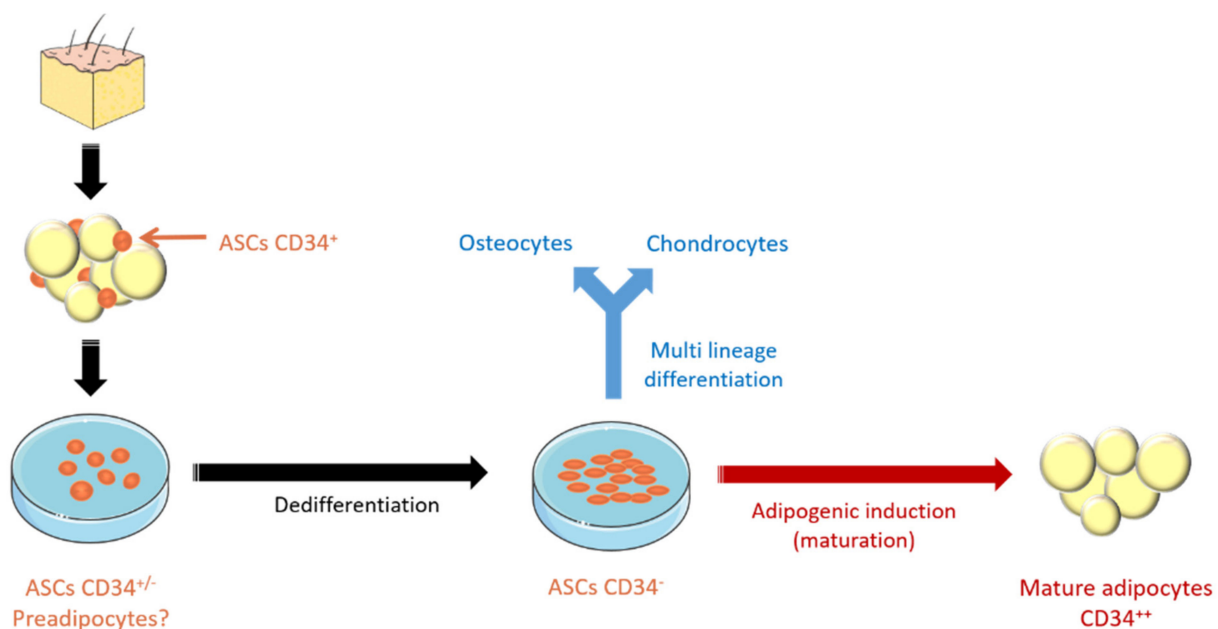 ASCs CD34⁺
Osteocytes
Chondrocytes
Multi lineage
differentiation
Dedifferentiation
Adipogenic induction
(maturation)
ASCs CD34⁺/⁻
Preadipocytes?
ASCs CD34⁻
Mature adipocytes
CD34⁺⁺